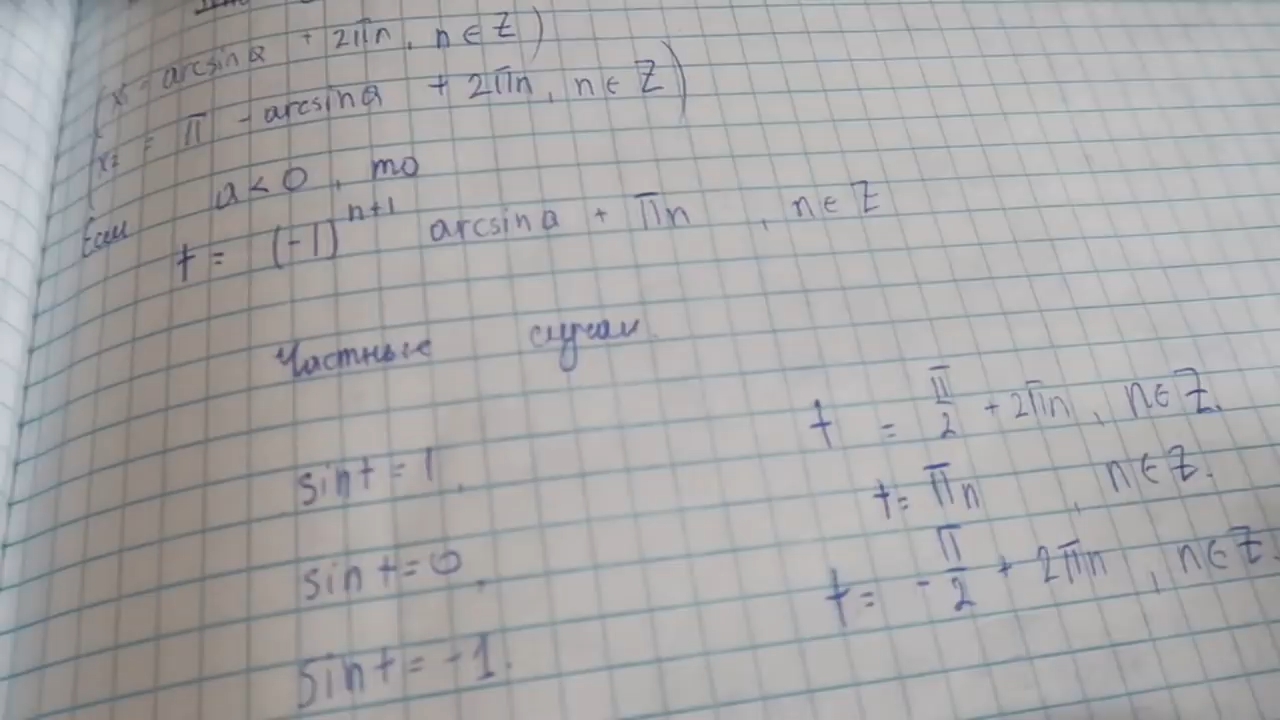 x₁ = arcsin a + 2πn, n ∈ Z)
x₂ = π - arcsin a + 2πn, n ∈ Z)
Если a < 0, то
t = (-1)ⁿ⁺¹ arcsin a + πn, n ∈ Z
Частные случаи.
sin t = 1, t = π/2 + 2πn, n ∈ Z.
sin t = 0, t = πn, n ∈ Z.
sin t = -1. t = -π/2 + 2πn, n ∈ Z.